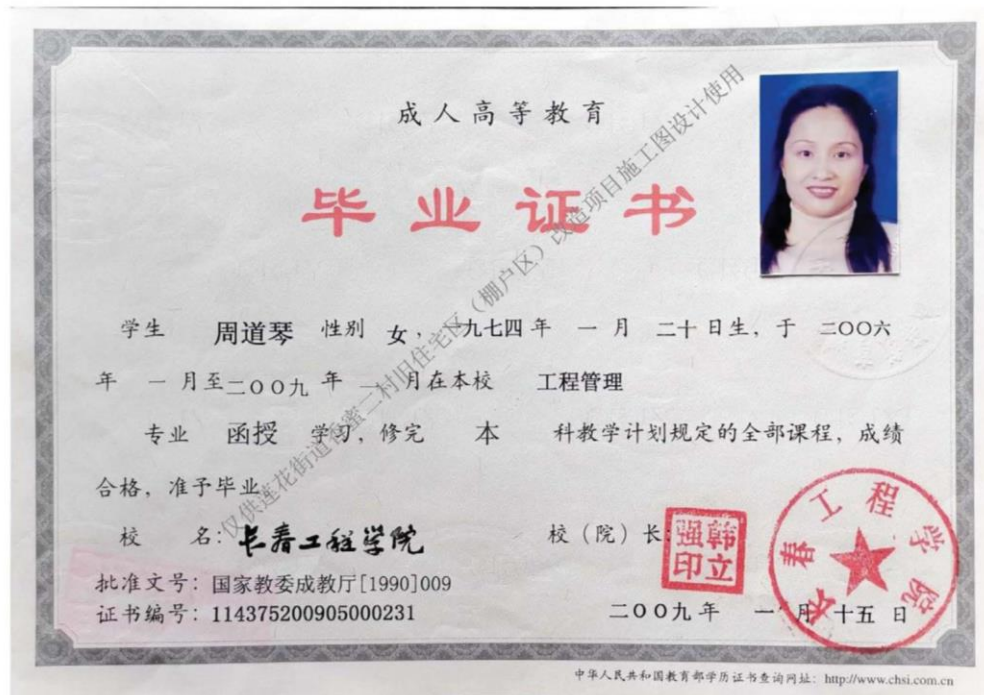 成人高等教育
毕业证书
学生 周道琴 性别 女, 一九七四年 一 月 二十日生, 于 二〇〇六
年 一 月至二〇〇九 年 一 月在本校 工程管理
专业 函授 学习, 修完 本 科教学计划规定的全部课程, 成绩
合格, 准予毕业
校 名: 长春工程学院 校（院）长: 韩立强印
批准文号: 国家教委成教厅[1990]009
证书编号: 114375200905000231
二〇〇九年 一 月 十五 日
长春工程学院
仅供莲花街道香蜜二村旧住宅区（棚户区）改造项目施工图设计使用
中华人民共和国教育部学历证书查询网址: http://www.chsi.com.cn